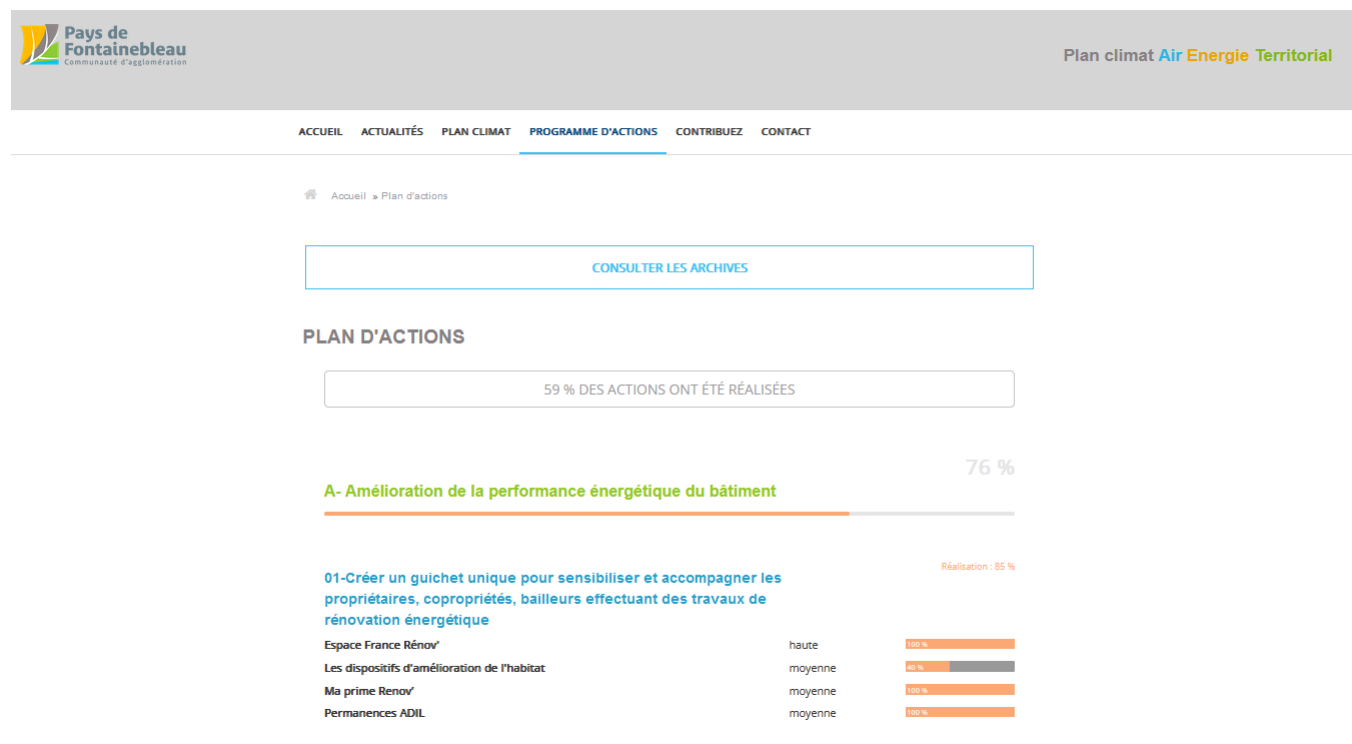 Pays de
Fontainebleau
Communauté d'agglomération
Plan climat Air Energie Territorial
ACCUEIL ACTUALITÉS PLAN CLIMAT PROGRAMME D'ACTIONS CONTRIBUEZ CONTACT
Accueil » Plan d'actions
CONSULTER LES ARCHIVES
PLAN D'ACTIONS
59 % DES ACTIONS ONT ÉTÉ RÉALISÉES
76 %
A- Amélioration de la performance énergétique du bâtiment
Réalisation : 85 %
01-Créer un guichet unique pour sensibiliser et accompagner les
propriétaires, copropriétés, bailleurs effectuant des travaux de
rénovation énergétique
Espace France Rénov' haute 100 %
Les dispositifs d'amélioration de l'habitat moyenne 40 %
Ma prime Renov' moyenne 100 %
Permanences ADIL moyenne 100 %